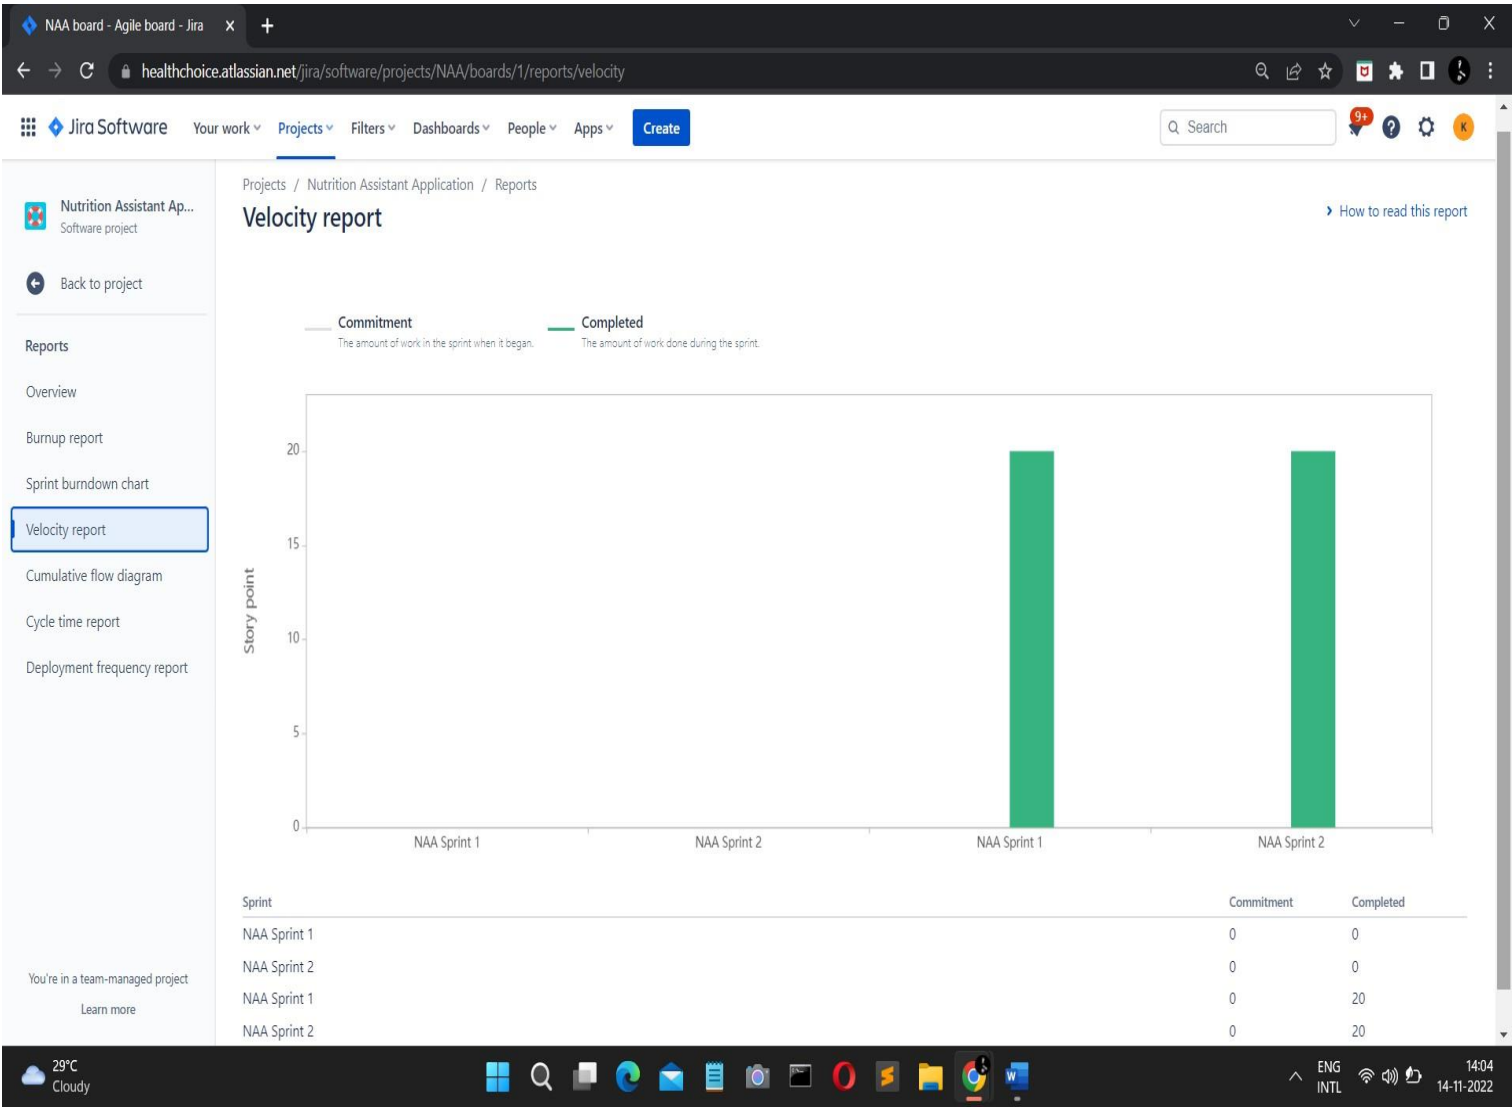 NAA board - Agile board - Jira
healthchoice.atlassian.net/jira/software/projects/NAA/boards/1/reports/velocity
Jira Software Your work Projects Filters Dashboards People Apps Create Search 9+ K
Projects / Nutrition Assistant Application / Reports
Nutrition Assistant Ap...
Software project
Velocity report
How to read this report
Back to project
Commitment
The amount of work in the sprint when it began.
Completed
The amount of work done during the sprint.
Reports
Overview
Burnup report
Sprint burndown chart
Velocity report
Cumulative flow diagram
Cycle time report
Deployment frequency report
Story point
20
15
10
5
0
NAA Sprint 1 NAA Sprint 2 NAA Sprint 1 NAA Sprint 2
Sprint Commitment Completed
NAA Sprint 1 0 0
NAA Sprint 2 0 0
NAA Sprint 1 0 20
NAA Sprint 2 0 20
You're in a team-managed project
Learn more
29°C
Cloudy
ENG
INTL
14:04
14-11-2022